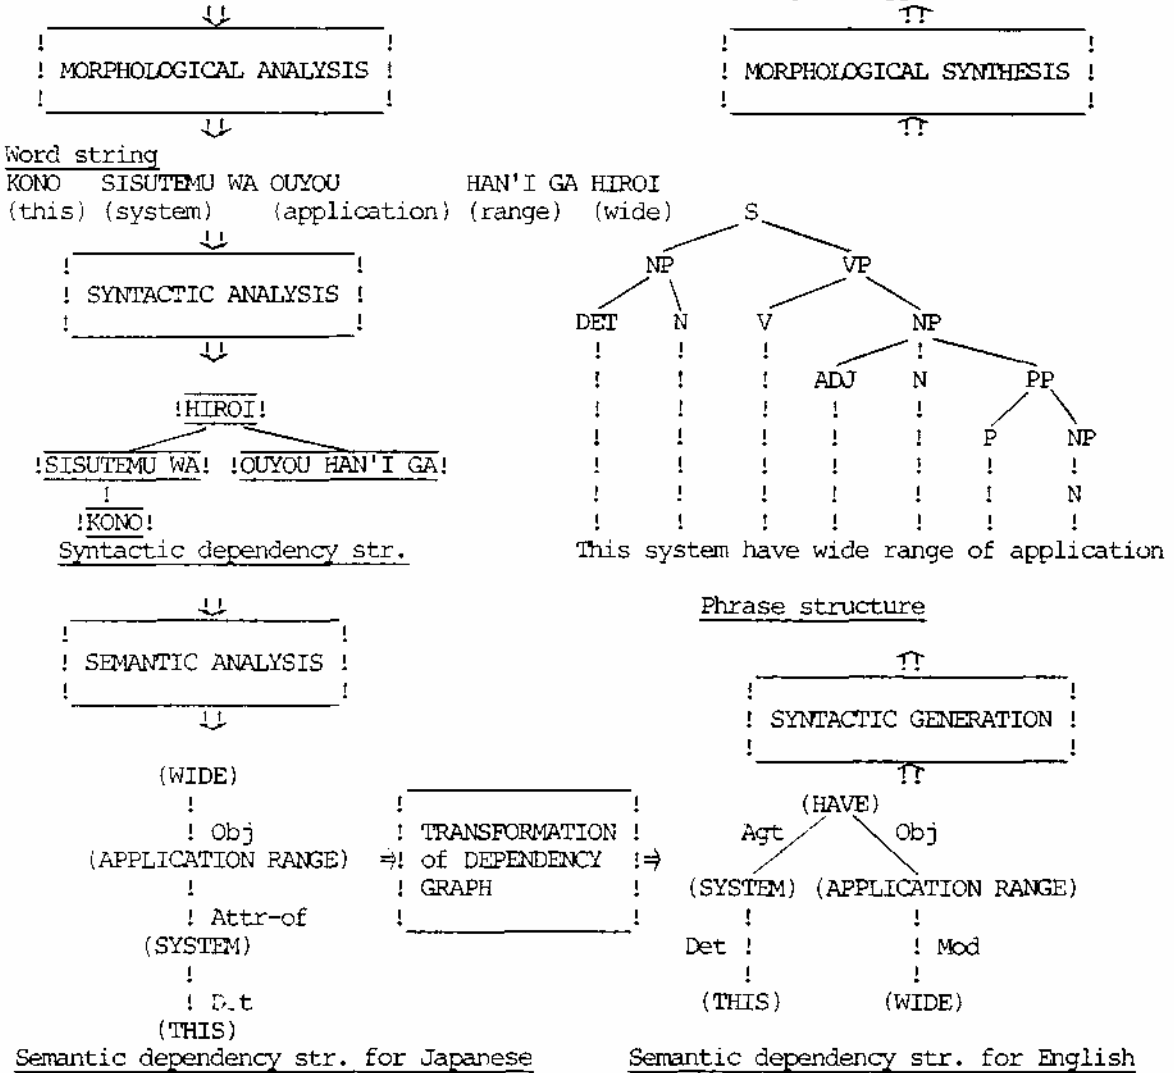 MORPHOLOGICAL ANALYSIS
MORPHOLOGICAL SYNTHESIS
Word string
KONO SISUTEMU WA OUYOU HAN'I GA HIROI
(this) (system) (application) (range) (wide)
S
NP VP
SYNTACTIC ANALYSIS
DET N V NP
ADJ N PP
HIROI
P NP
SISUTEMU WA OUYOU HAN'I GA
N
KONO
Syntactic dependency str.
This system have wide range of application
Phrase structure
SEMANTIC ANALYSIS
SYNTACTIC GENERATION
(WIDE)
Obj
(APPLICATION RANGE)
Attr-of
(SYSTEM)
(THIS)
Semantic dependency str. for Japanese
TRANSFORMATION
of DEPENDENCY
GRAPH
(HAVE)
Agt Obj
(SYSTEM) (APPLICATION RANGE)
Det Mod
(THIS) (WIDE)
Semantic dependency str. for English